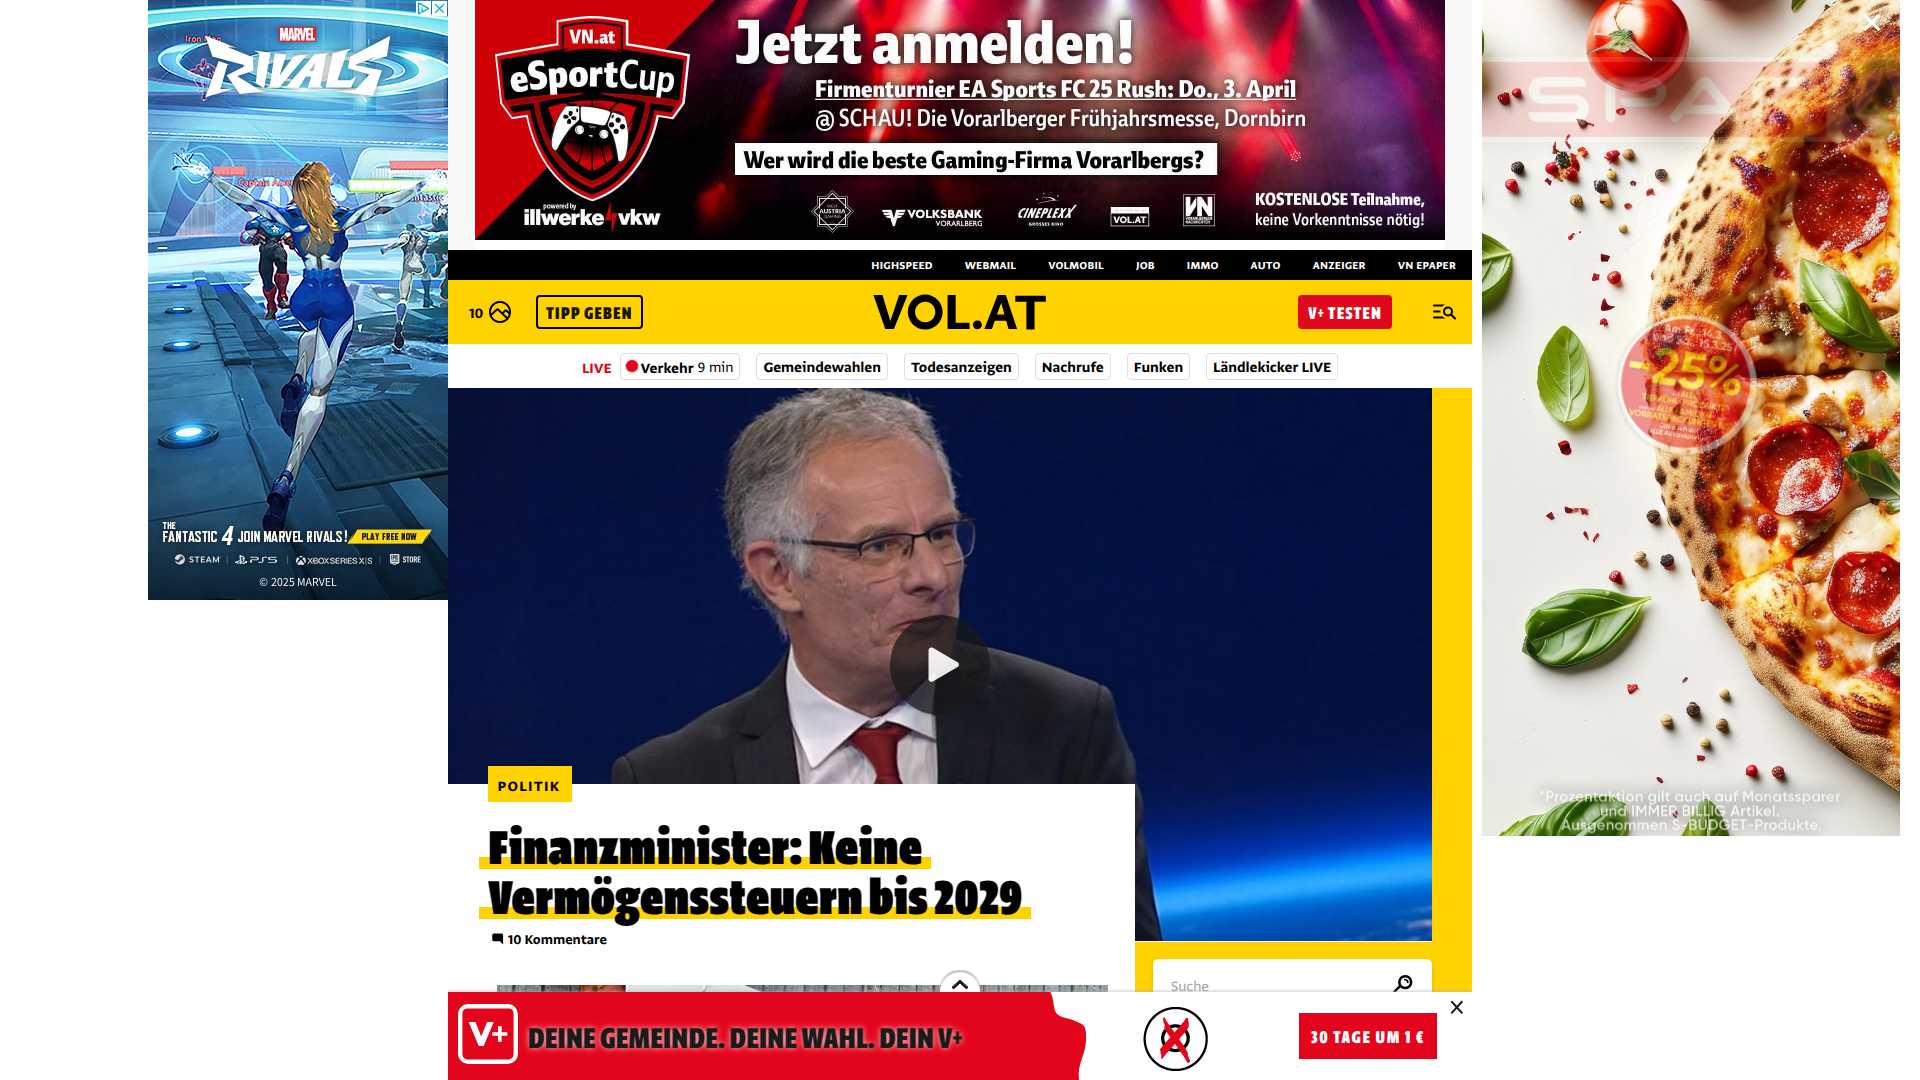 MARVEL
RIVALS
THE
FANTASTIC 4 JOIN MARVEL RIVALS!
PLAY FREE NOW
STEAM
PS5
XBOX SERIES X|S
STORE
© 2025 MARVEL
VN.at
eSportCup
powered by
illwerke vkw
Jetzt anmelden!
Firmenturnier EA Sports FC 25 Rush: Do., 3. April
@ SCHAU! Die Vorarlberger Frühjahrsmesse, Dornbirn
Wer wird die beste Gaming-Firma Vorarlbergs?
AUSTRIA
VOLKSBANK
VORARLBERG
CINEPLEXX
VOL.AT
VN
KOSTENLOSE Teilnahme,
keine Vorkenntnisse nötig!
HIGHSPEED WEBMAIL VOLMOBIL JOB IMMO AUTO ANZEIGER VN EPAPER
10
TIPP GEBEN
VOL.AT
V+ TESTEN
LIVE
Verkehr 9 min
Gemeindewahlen
Todesanzeigen
Nachrufe
Funken
Ländlekicker LIVE
POLITIK
Finanzminister: Keine
Vermögenssteuern bis 2029
10 Kommentare
Suche
V+
DEINE GEMEINDE. DEINE WAHL. DEIN V+
30 TAGE UM 1 €
SPA
-25%
*Prozentaktion gilt auch auf Monatssparer
und IMMER BILLIG Artikel.
Ausgenommen S-BUDGET-Produkte.